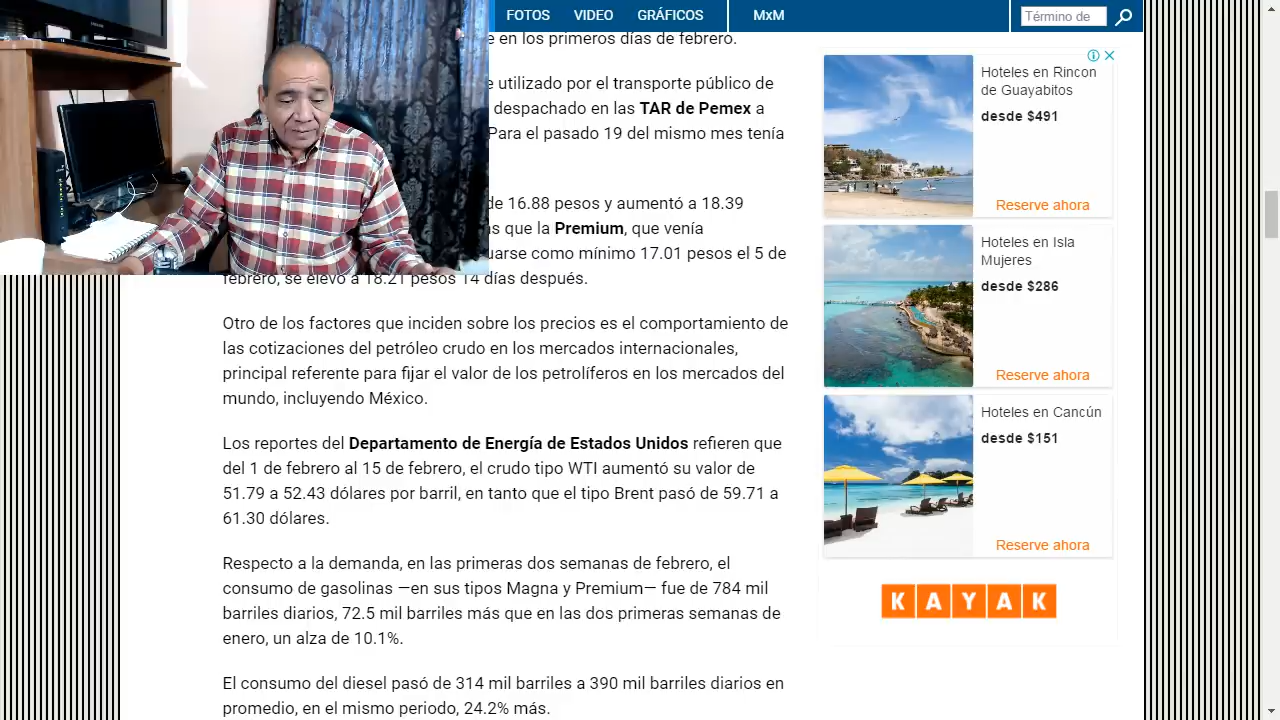 FOTOS VIDEO GRÁFICOS MxM Término de
e en los primeros días de febrero.
utilizado por el transporte público de
despachado en las TAR de Pemex a
Para el pasado 19 del mismo mes tenía
de 16.88 pesos y aumentó a 18.39
s que la Premium, que venía
uarse como mínimo 17.01 pesos el 5 de
febrero, se elevó a 18.21 pesos 14 días después.
Otro de los factores que inciden sobre los precios es el comportamiento de
las cotizaciones del petróleo crudo en los mercados internacionales,
principal referente para fijar el valor de los petrolíferos en los mercados del
mundo, incluyendo México.
Los reportes del Departamento de Energía de Estados Unidos refieren que
del 1 de febrero al 15 de febrero, el crudo tipo WTI aumentó su valor de
51.79 a 52.43 dólares por barril, en tanto que el tipo Brent pasó de 59.71 a
61.30 dólares.
Respecto a la demanda, en las primeras dos semanas de febrero, el
consumo de gasolinas —en sus tipos Magna y Premium— fue de 784 mil
barriles diarios, 72.5 mil barriles más que en las dos primeras semanas de
enero, un alza de 10.1%.
El consumo del diesel pasó de 314 mil barriles a 390 mil barriles diarios en
promedio, en el mismo periodo, 24.2% más.
Hoteles en Rincon
de Guayabitos
desde $491
Reserve ahora
Hoteles en Isla
Mujeres
desde $286
Reserve ahora
Hoteles en Cancún
desde $151
Reserve ahora
KAYAK